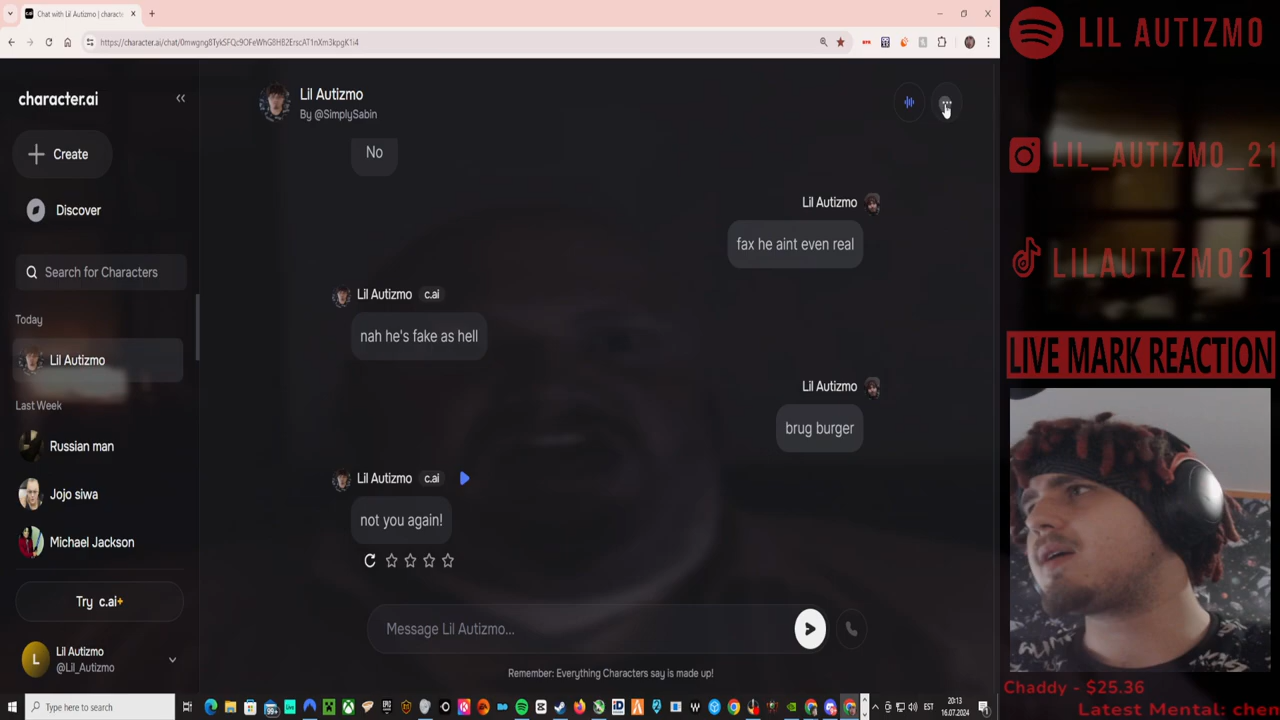 Chat with Lil Autizmo | characte
https://character.ai/chat/0mwgng8TykSFQc9OFeWhG8HB2ErscAT1nXm3kpgK1i4
character.ai
Create
Discover
Search for Characters
Today
Lil Autizmo
Last Week
Russian man
Jojo siwa
Michael Jackson
Try c.ai+
L
Lil Autizmo
@Lil_Autizmo
Lil Autizmo
By @SimplySabin
No
Lil Autizmo
fax he aint even real
Lil Autizmo c.ai
nah he's fake as hell
Lil Autizmo
brug burger
Lil Autizmo c.ai
not you again!
Message Lil Autizmo...
Remember: Everything Characters say is made up!
LIL AUTIZMO
LIL_AUTIZMO_21
LILAUTIZMO21
LIVE MARK REACTION
Chaddy - $25.36
Latest Mental: chen
Type here to search
99+
EST
20:13
16.07.2024